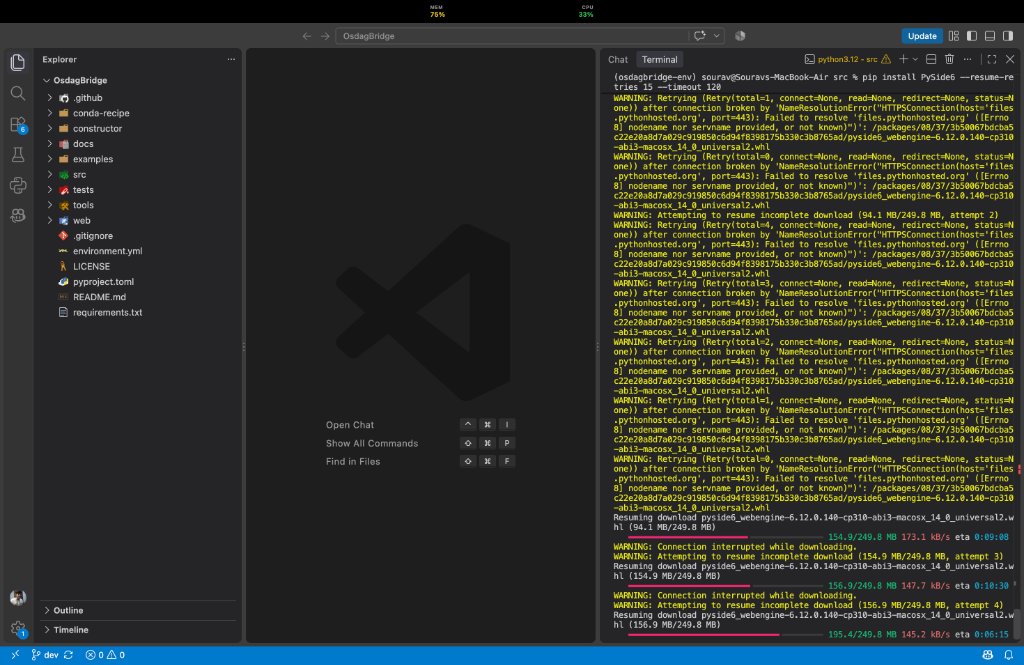 MEM
75%
CPU
33%
OsdagBridge
Update
Explorer
OsdagBridge
.github
conda-recipe
constructor
docs
examples
src
tests
tools
web
.gitignore
environment.yml
LICENSE
pyproject.toml
README.md
requirements.txt
Outline
Timeline
Open Chat ^ ⌘ I
Show All Commands ⇧ ⌘ P
Find in Files ⇧ ⌘ F
Chat Terminal python3.12 - src
(osdagbridge-env) sourav@Souravs-MacBook-Air src % pip install PySide6 --resume-re
tries 15 --timeout 120
WARNING: Retrying (Retry(total=1, connect=None, read=None, redirect=None, status=N
one)) after connection broken by 'NameResolutionError("HTTPSConnection(host='files
.pythonhosted.org', port=443): Failed to resolve 'files.pythonhosted.org' ([Errno
8] nodename nor servname provided, or not known)")': /packages/08/37/3b50067bdcba5
c22e20a8d7a029c919850c6d94f8398175b330c3b8765ad/pyside6_webengine-6.12.0.140-cp310
-abi3-macosx_14_0_universal2.whl
WARNING: Retrying (Retry(total=0, connect=None, read=None, redirect=None, status=N
one)) after connection broken by 'NameResolutionError("HTTPSConnection(host='files
.pythonhosted.org', port=443): Failed to resolve 'files.pythonhosted.org' ([Errno
8] nodename nor servname provided, or not known)")': /packages/08/37/3b50067bdcba5
c22e20a8d7a029c919850c6d94f8398175b330c3b8765ad/pyside6_webengine-6.12.0.140-cp310
-abi3-macosx_14_0_universal2.whl
WARNING: Attempting to resume incomplete download (94.1 MB/249.8 MB, attempt 2)
WARNING: Retrying (Retry(total=4, connect=None, read=None, redirect=None, status=N
one)) after connection broken by 'NameResolutionError("HTTPSConnection(host='files
.pythonhosted.org', port=443): Failed to resolve 'files.pythonhosted.org' ([Errno
8] nodename nor servname provided, or not known)")': /packages/08/37/3b50067bdcba5
c22e20a8d7a029c919850c6d94f8398175b330c3b8765ad/pyside6_webengine-6.12.0.140-cp310
-abi3-macosx_14_0_universal2.whl
WARNING: Retrying (Retry(total=3, connect=None, read=None, redirect=None, status=N
one)) after connection broken by 'NameResolutionError("HTTPSConnection(host='files
.pythonhosted.org', port=443): Failed to resolve 'files.pythonhosted.org' ([Errno
8] nodename nor servname provided, or not known)")': /packages/08/37/3b50067bdcba5
c22e20a8d7a029c919850c6d94f8398175b330c3b8765ad/pyside6_webengine-6.12.0.140-cp310
-abi3-macosx_14_0_universal2.whl
WARNING: Retrying (Retry(total=2, connect=None, read=None, redirect=None, status=N
one)) after connection broken by 'NameResolutionError("HTTPSConnection(host='files
.pythonhosted.org', port=443): Failed to resolve 'files.pythonhosted.org' ([Errno
8] nodename nor servname provided, or not known)")': /packages/08/37/3b50067bdcba5
c22e20a8d7a029c919850c6d94f8398175b330c3b8765ad/pyside6_webengine-6.12.0.140-cp310
-abi3-macosx_14_0_universal2.whl
WARNING: Retrying (Retry(total=1, connect=None, read=None, redirect=None, status=N
one)) after connection broken by 'NameResolutionError("HTTPSConnection(host='files
.pythonhosted.org', port=443): Failed to resolve 'files.pythonhosted.org' ([Errno
8] nodename nor servname provided, or not known)")': /packages/08/37/3b50067bdcba5
c22e20a8d7a029c919850c6d94f8398175b330c3b8765ad/pyside6_webengine-6.12.0.140-cp310
-abi3-macosx_14_0_universal2.whl
WARNING: Retrying (Retry(total=0, connect=None, read=None, redirect=None, status=N
one)) after connection broken by 'NameResolutionError("HTTPSConnection(host='files
.pythonhosted.org', port=443): Failed to resolve 'files.pythonhosted.org' ([Errno
8] nodename nor servname provided, or not known)")': /packages/08/37/3b50067bdcba5
c22e20a8d7a029c919850c6d94f8398175b330c3b8765ad/pyside6_webengine-6.12.0.140-cp310
-abi3-macosx_14_0_universal2.whl
Resuming download pyside6_webengine-6.12.0.140-cp310-abi3-macosx_14_0_universal2.w
hl (94.1 MB/249.8 MB)
154.9/249.8 MB 173.1 kB/s eta 0:09:08
WARNING: Connection interrupted while downloading.
WARNING: Attempting to resume incomplete download (154.9 MB/249.8 MB, attempt 3)
Resuming download pyside6_webengine-6.12.0.140-cp310-abi3-macosx_14_0_universal2.w
hl (154.9 MB/249.8 MB)
156.9/249.8 MB 147.7 kB/s eta 0:10:30
WARNING: Connection interrupted while downloading.
WARNING: Attempting to resume incomplete download (156.9 MB/249.8 MB, attempt 4)
Resuming download pyside6_webengine-6.12.0.140-cp310-abi3-macosx_14_0_universal2.w
hl (156.9 MB/249.8 MB)
195.4/249.8 MB 145.2 kB/s eta 0:06:15
6
1
dev 0 0